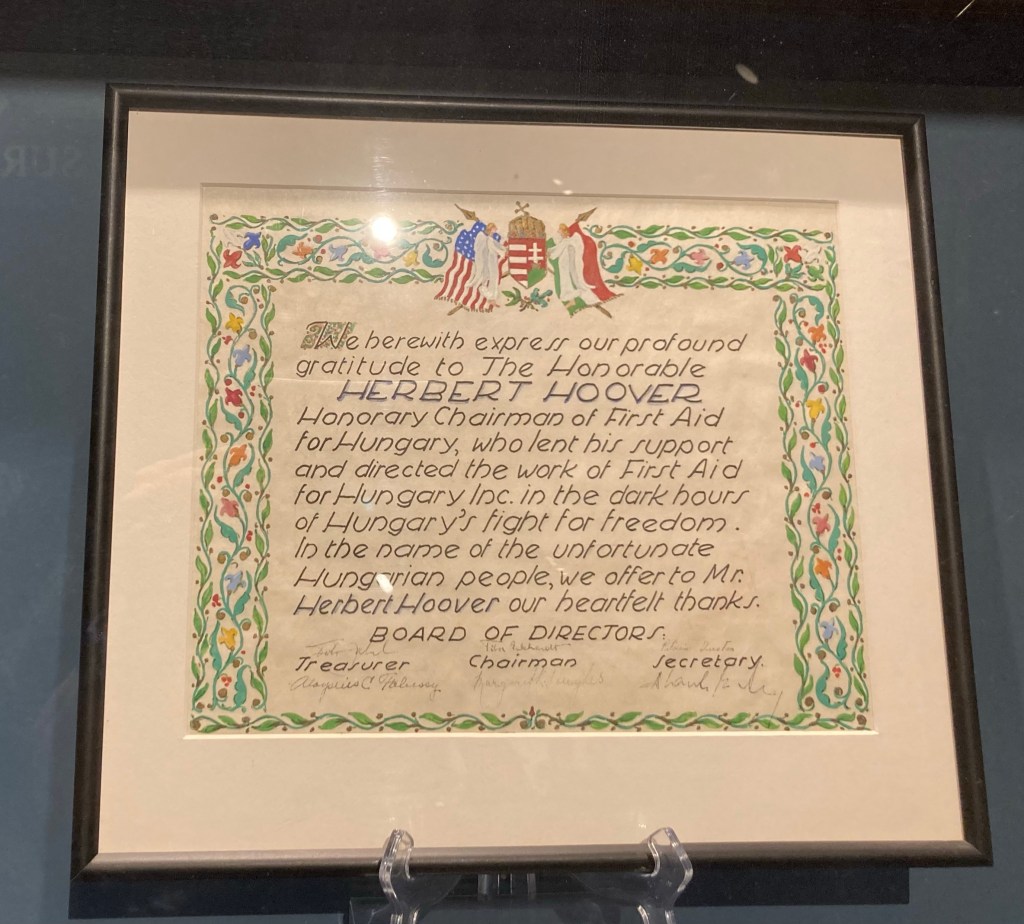 We herewith express our profound
gratitude to The Honorable
HERBERT HOOVER
Honorary Chairman of First Aid
for Hungary, who lent his support
and directed the work of First Aid
for Hungary Inc. in the dark hours
of Hungary's fight for freedom.
In the name of the unfortunate
Hungarian people, we offer to Mr.
Herbert Hoover our heartfelt thanks.
BOARD OF DIRECTORS:
Treasurer Chairman Secretary.